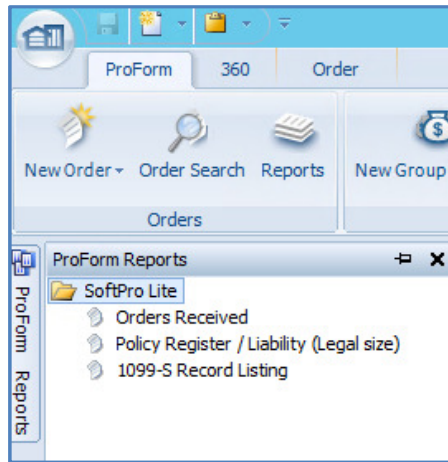 ProForm 360 Order
New Order Order Search Reports New Group
Orders
ProForm Reports
ProForm Reports
SoftPro Lite
Orders Received
Policy Register / Liability (Legal size)
1099-S Record Listing